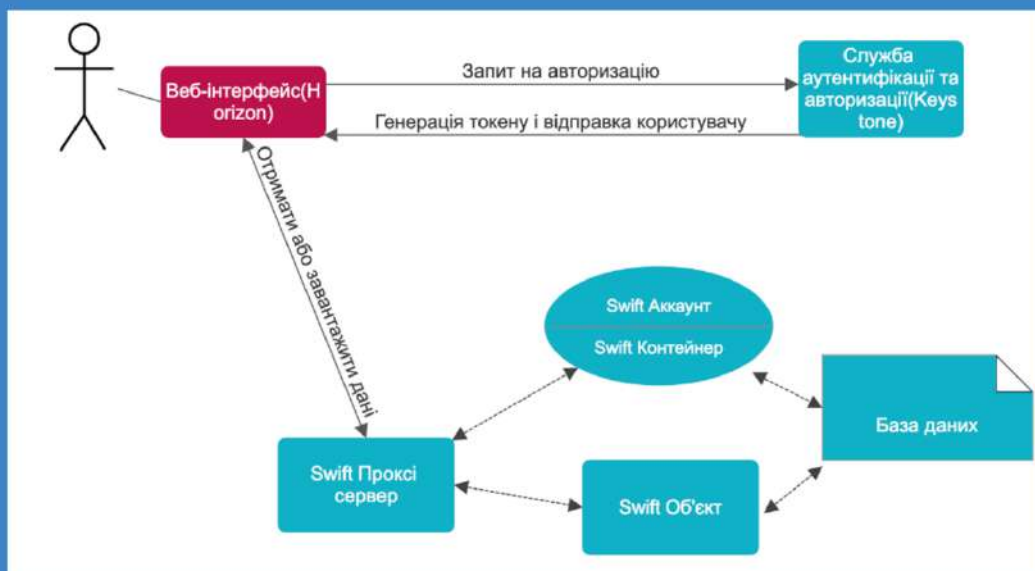 Веб-інтерфейс(H
orizon)
Запит на авторизацію
Генерація токену і відправка користувачу
Служба
аутентифікації та
авторизації(Keys
tone)
Отримати або завантажити дані
Swift Аккаунт
Swift Контейнер
База даних
Swift Проксі
сервер
Swift Об'єкт